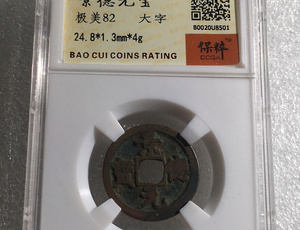 景德元宝
极美82 大字
24.8*1.3mm*4g
BAO CUI COINS RATING
B0020U8501
保粹